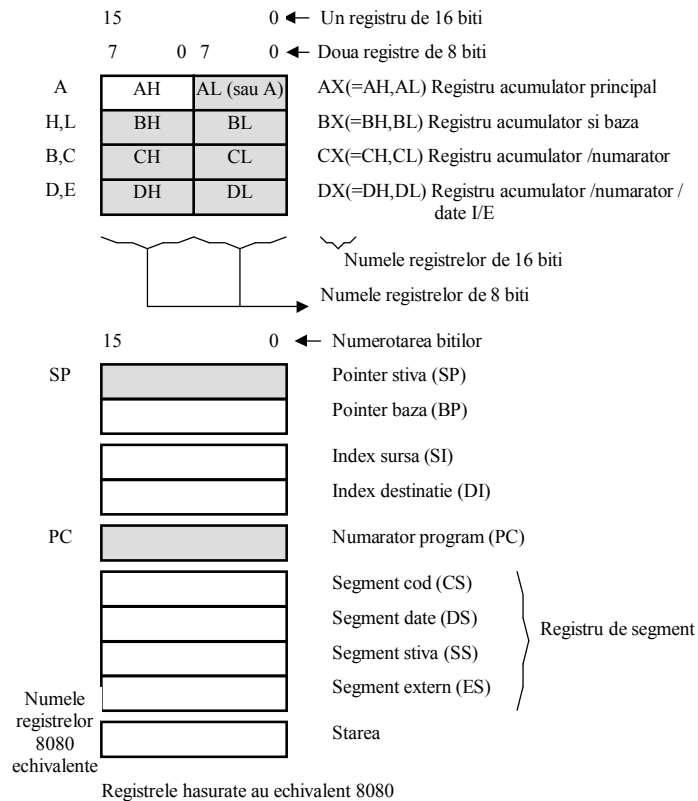 15 0 Un registru de 16 biti
7 0 7 0 Doua registre de 8 biti
A AH AL (sau A) AX(=AH,AL) Registru acumulator principal
H,L BH BL BX(=BH,BL) Registru acumulator si baza
B,C CH CL CX(=CH,CL) Registru acumulator /numarator
D,E DH DL DX(=DH,DL) Registru acumulator /numarator /
date I/E
Numele registrelor de 16 biti
Numele registrelor de 8 biti
15 0 Numerotarea bitilor
SP Pointer stiva (SP)
Pointer baza (BP)
Index sursa (SI)
Index destinatie (DI)
PC Numarator program (PC)
Segment cod (CS)
Segment date (DS)
Registru de segment
Segment stiva (SS)
Segment extern (ES)
Numele
registrelor
8080
echivalente
Starea
Registrele hasurate au echivalent 8080